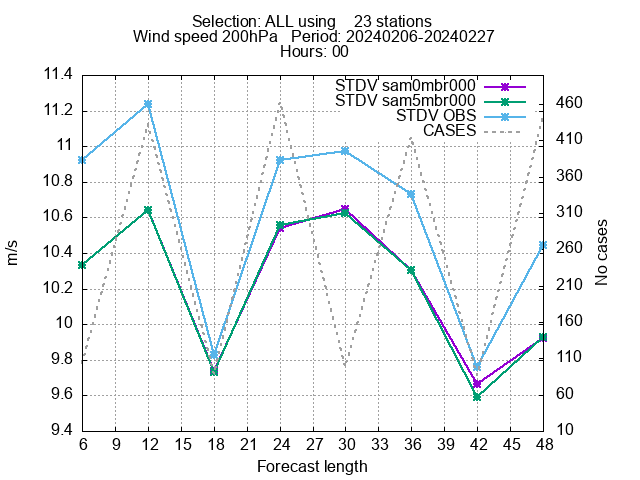 Selection: ALL using 23 stations
Wind speed 200hPa Period: 20240206-20240227
Hours: 00
STDV sam0mbr000
STDV sam5mbr000
STDV OBS
CASES
11.4
11.2
11
10.8
10.6
10.4
10.2
10
9.8
9.6
9.4
m/s
460
410
360
310
260
210
160
110
60
10
No cases
6 9 12 15 18 21 24 27 30 33 36 39 42 45 48
Forecast length